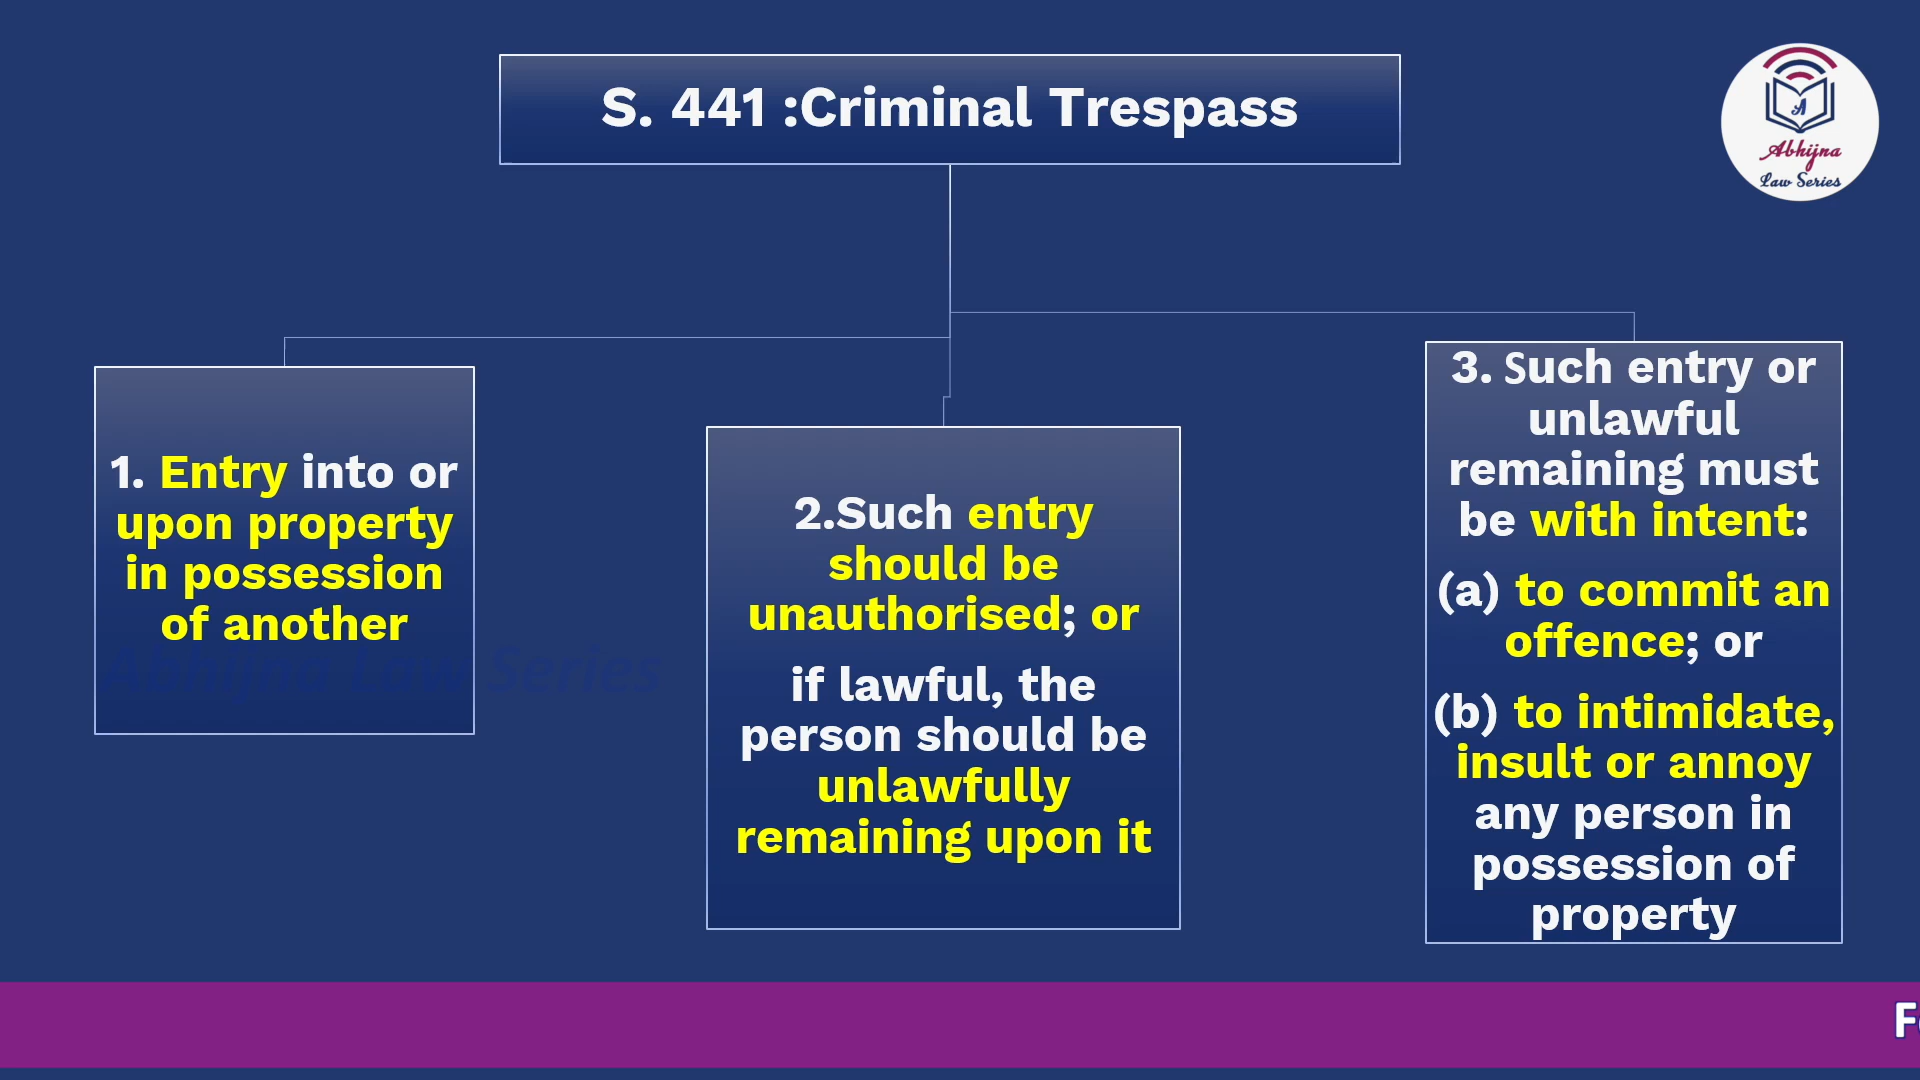 S. 441 :Criminal Trespass
A
Abhijna
Law Series
1. Entry into or
upon property
in possession
of another
Abhijna Law Series
2.Such entry
should be
unauthorised; or
if lawful, the
person should be
unlawfully
remaining upon it
3. Such entry or
unlawful
remaining must
be with intent:
(a) to commit an
offence; or
(b) to intimidate,
insult or annoy
any person in
possession of
property